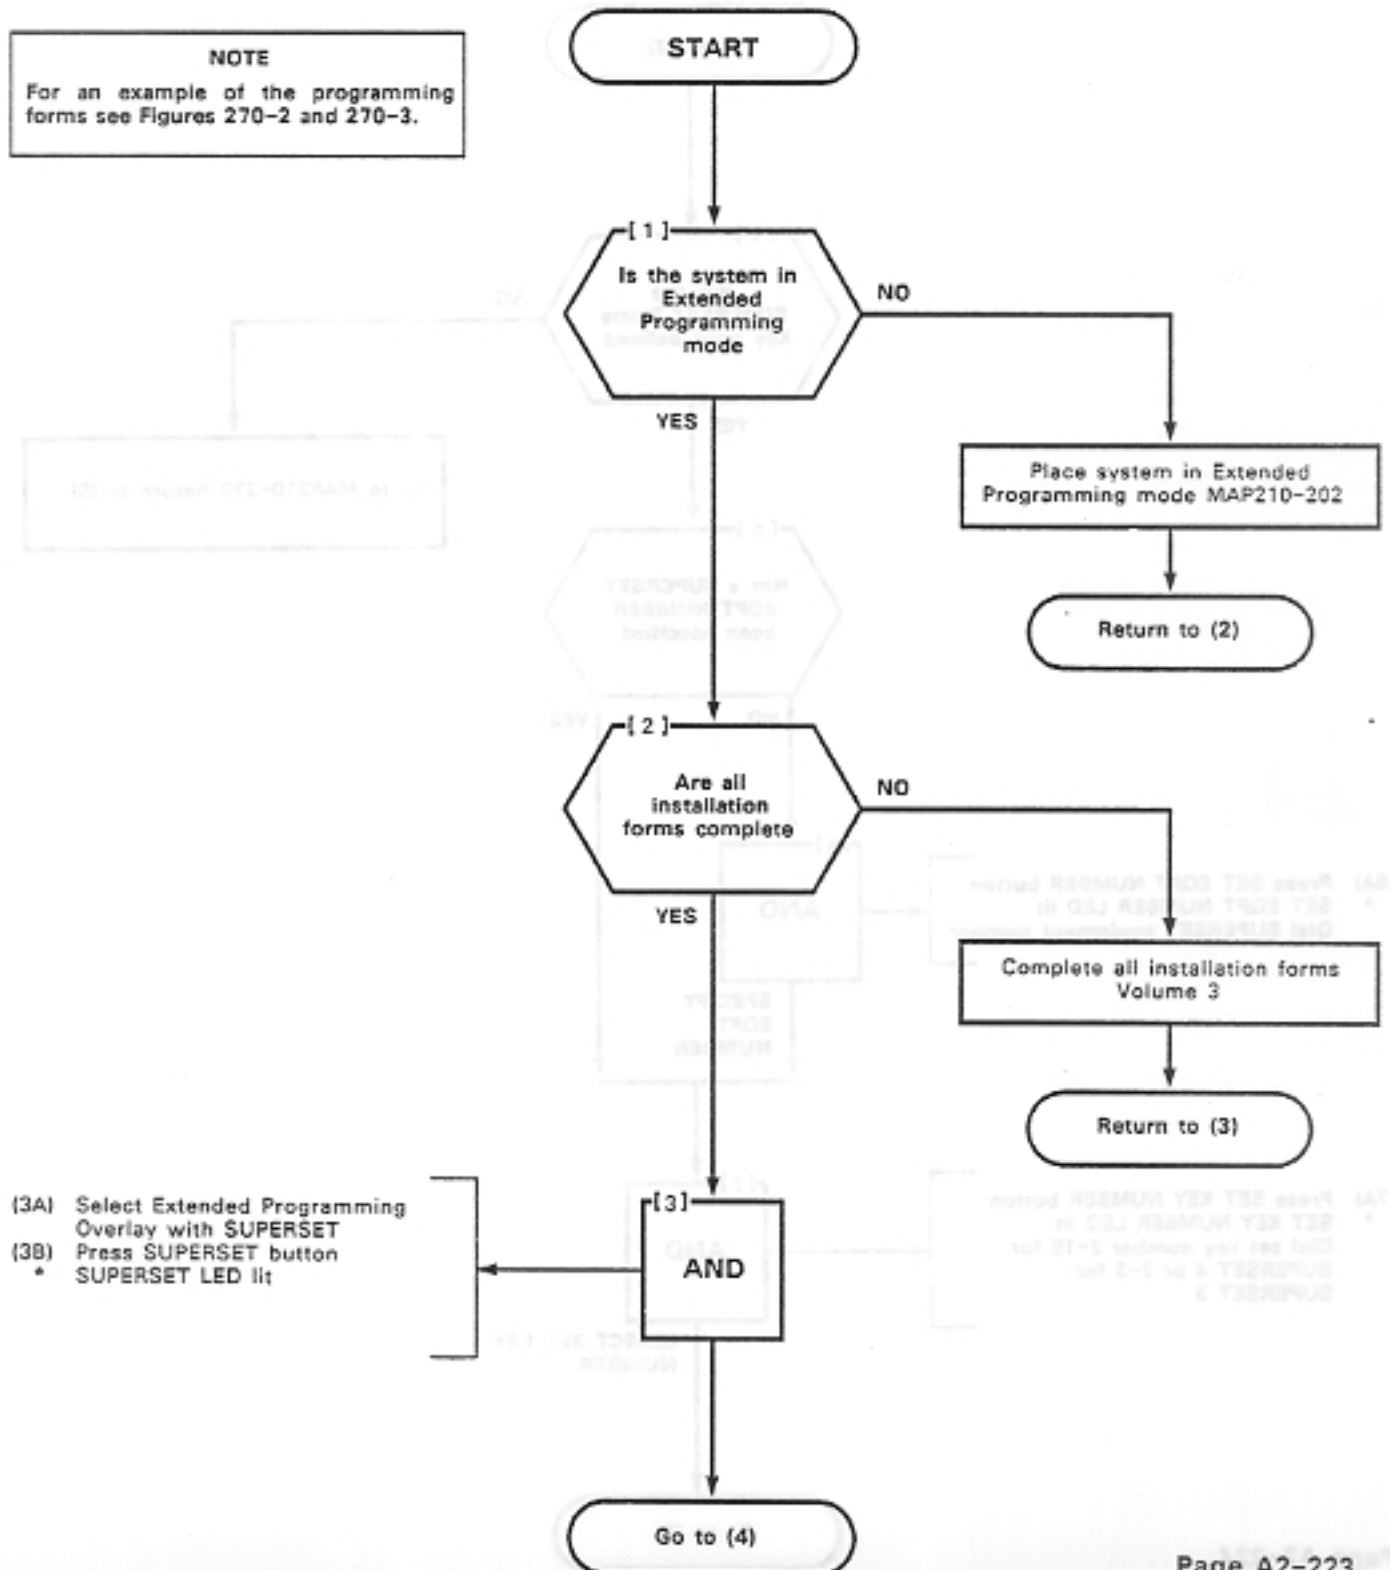 START
NOTE
For an example of the programming
forms see Figures 270-2 and 270-3.
[ 1 ]
Is the system in
Extended
Programming
mode
NO
YES
Place system in Extended
Programming mode MAP210-202
Return to (2)
[ 2 ]
Are all
installation
forms complete
NO
YES
Complete all installation forms
Volume 3
Return to (3)
[3]
AND
(3A) Select Extended Programming
Overlay with SUPERSET
(3B) Press SUPERSET button
* SUPERSET LED lit
Go to (4)
Page A2-223